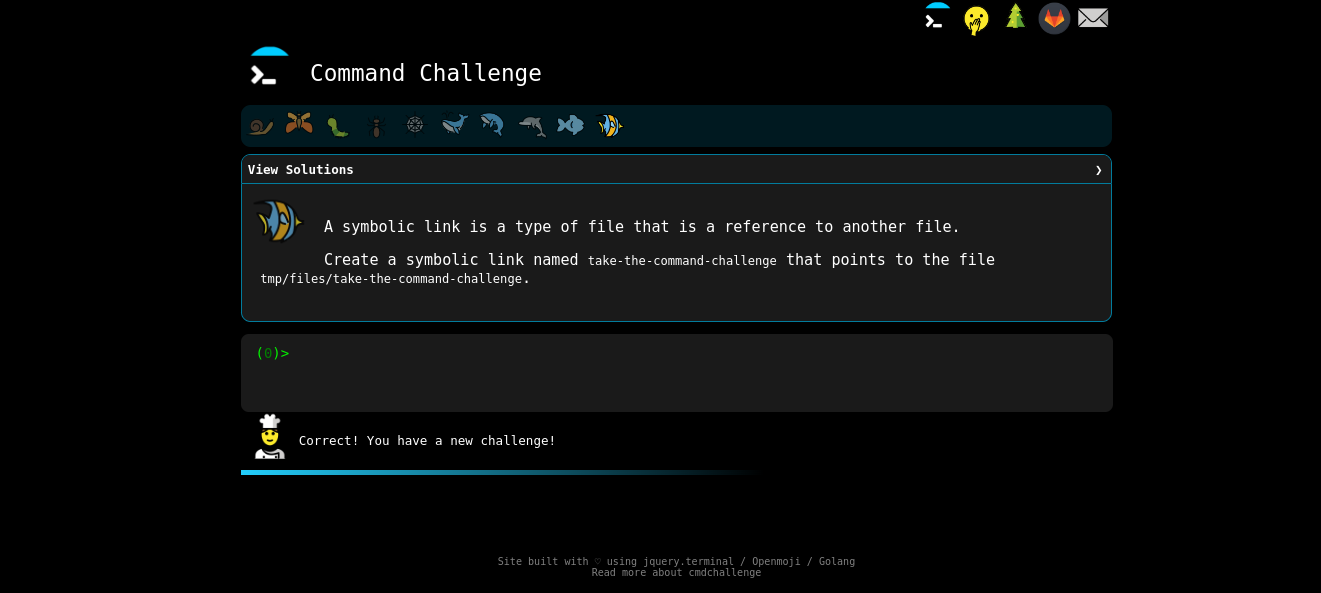 Command Challenge
View Solutions ❯
A symbolic link is a type of file that is a reference to another file.
Create a symbolic link named take-the-command-challenge that points to the file
tmp/files/take-the-command-challenge.
(0)>
Correct! You have a new challenge!
Site built with ♡ using jquery.terminal / Openmoji / Golang
Read more about cmdchallenge